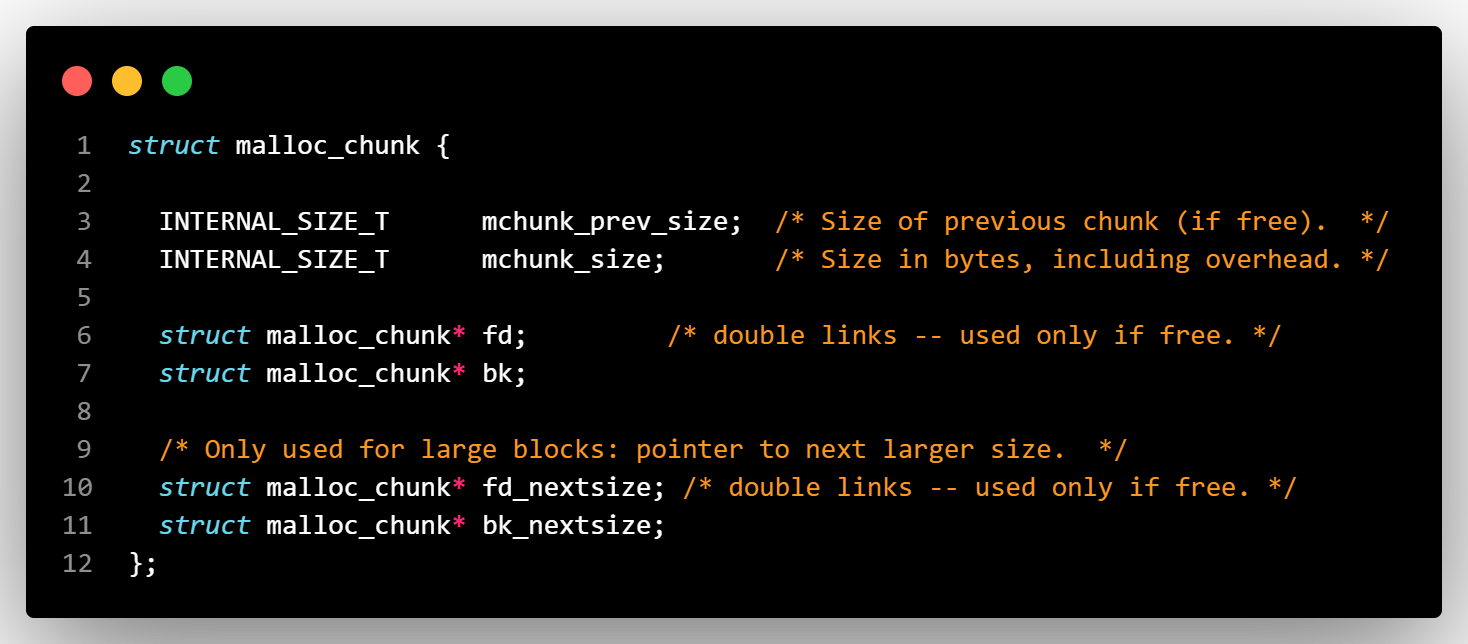 1 struct malloc_chunk {
2
3   INTERNAL_SIZE_T      mchunk_prev_size;  /* Size of previous chunk (if free).  */
4   INTERNAL_SIZE_T      mchunk_size;       /* Size in bytes, including overhead. */
5
6   struct malloc_chunk* fd;         /* double links -- used only if free. */
7   struct malloc_chunk* bk;
8
9   /* Only used for large blocks: pointer to next larger size.  */
10   struct malloc_chunk* fd_nextsize; /* double links -- used only if free. */
11   struct malloc_chunk* bk_nextsize;
12 };